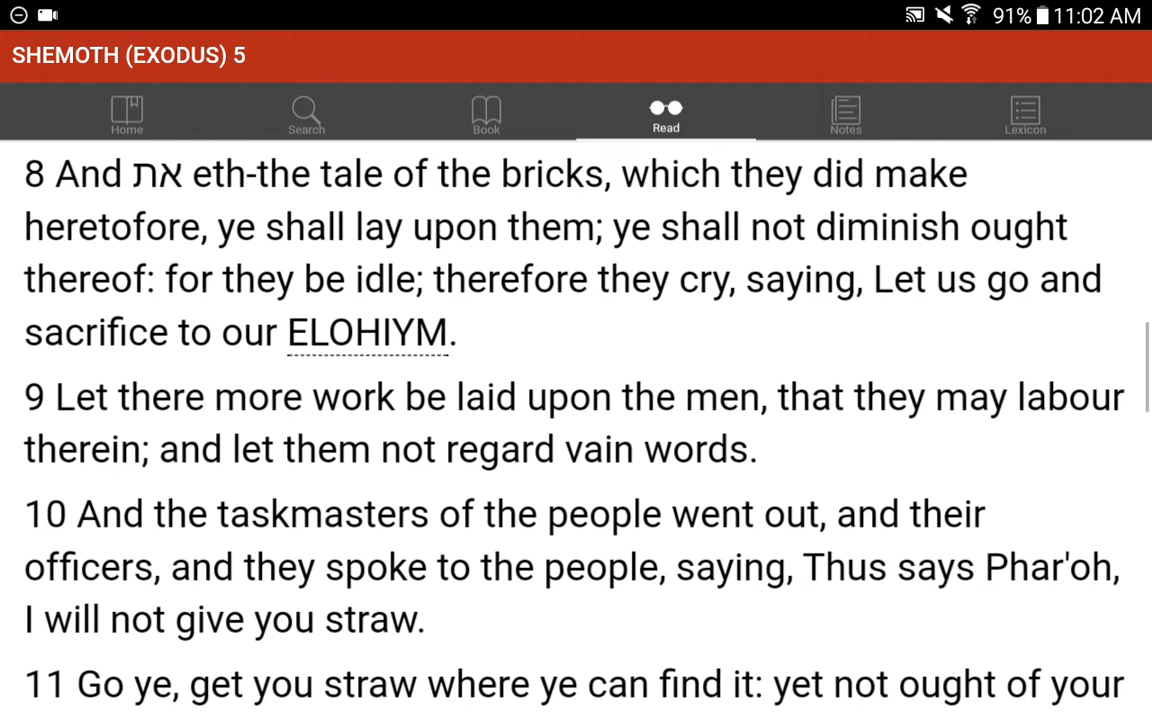 91% 11:02 AM
SHEMOTH (EXODUS) 5
Home Search Book Read Notes Lexicon
8 And את eth-the tale of the bricks, which they did make
heretofore, ye shall lay upon them; ye shall not diminish ought
thereof: for they be idle; therefore they cry, saying, Let us go and
sacrifice to our ELOHIYM.
9 Let there more work be laid upon the men, that they may labour
therein; and let them not regard vain words.
10 And the taskmasters of the people went out, and their
officers, and they spoke to the people, saying, Thus says Phar'oh,
I will not give you straw.
11 Go ye, get you straw where ye can find it: yet not ought of your